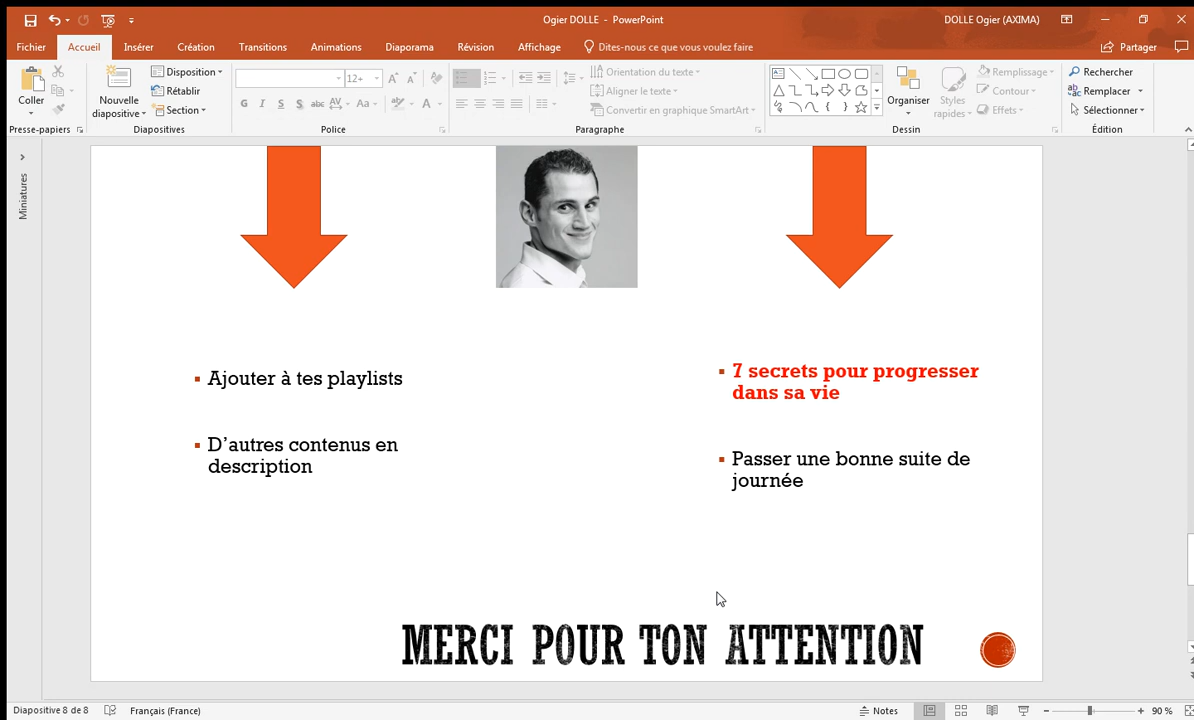 Ogier DOLLE - PowerPoint
DOLLE Ogier (AXIMA)
Fichier Accueil Insérer Création Transitions Animations Diaporama Révision Affichage Dites-nous ce que vous voulez faire Partager
Coller
Presse-papiers
Nouvelle diapositive
Disposition
Rétablir
Section
Diapositives
12+
G I S S abc AV Aa A
Police
Orientation du texte
Aligner le texte
Convertir en graphique SmartArt
Paragraphe
Organiser
Styles rapides
Remplissage
Contour
Effets
Dessin
Rechercher
Remplacer
Sélectionner
Édition
Miniatures
Ajouter à tes playlists
D'autres contenus en
description
7 secrets pour progresser
dans sa vie
Passer une bonne suite de
journée
MERCI POUR TON ATTENTION
Diapositive 8 de 8 Français (France) Notes 90 %